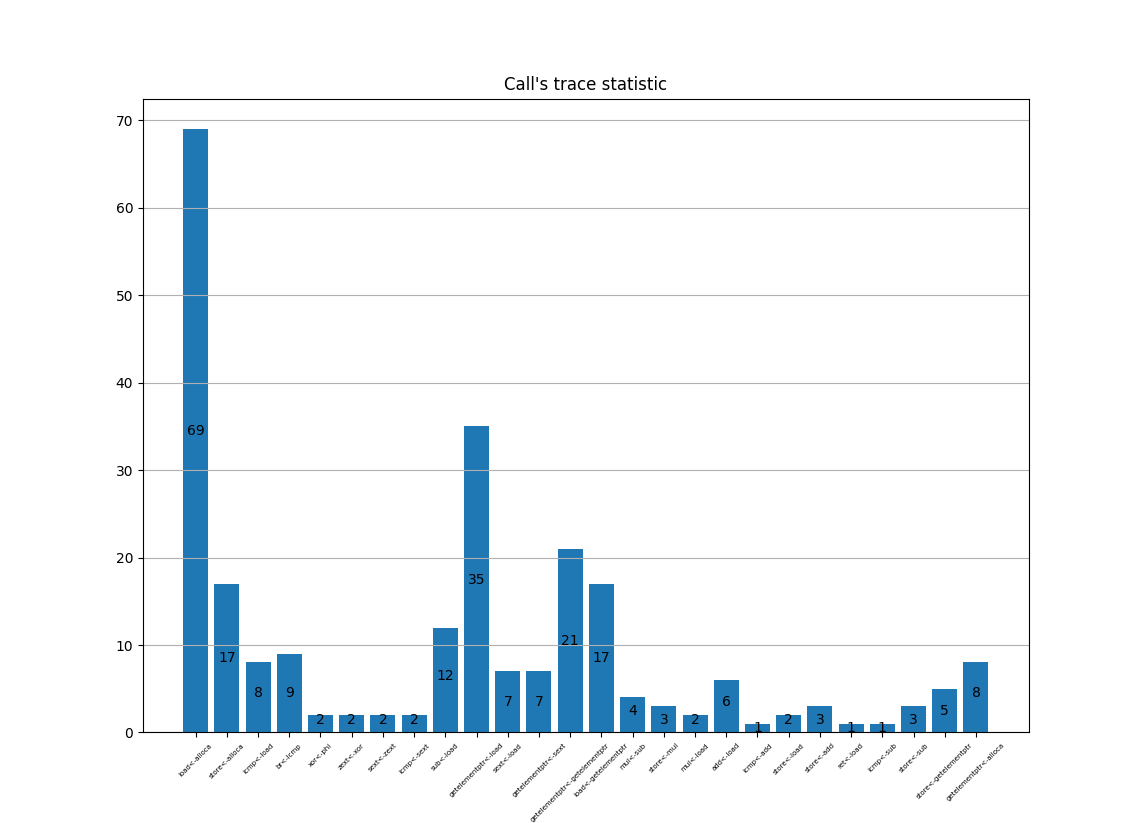 Call's trace statistic
70
60
50
40
30
20
10
0
69
17
8
9
2
2
2
2
12
35
7
7
21
17
4
3
2
6
1
2
3
1
1
3
5
8
load<-alloca
store<-alloca
icmp<-load
br<-icmp
xor<-phi
zext<-xor
sext<-zext
icmp<-sext
sub<-load
getelementptr<-load
sext<-load
getelementptr<-sext
getelementptr<-getelementptr
load<-getelementptr
mul<-sub
store<-mul
mul<-load
add<-load
icmp<-add
store<-load
store<-add
ret<-load
icmp<-sub
store<-sub
store<-getelementptr
getelementptr<-alloca